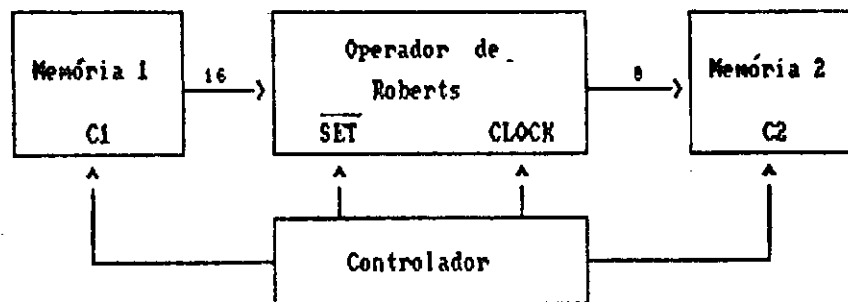 Memória 1
C1
16
Operador de
Roberts
SET
CLOCK
8
Memória 2
C2
Controlador